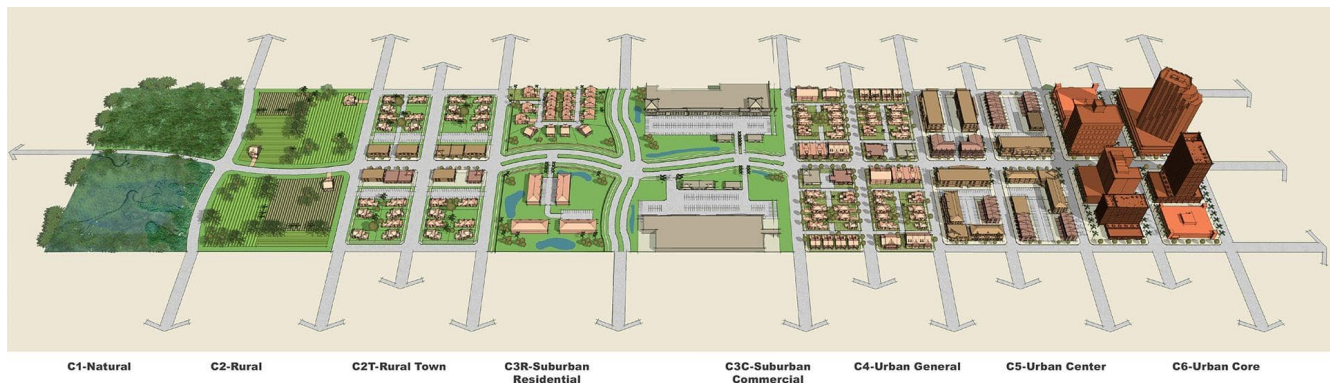 C1-Natural
C2-Rural
C2T-Rural Town
C3R-Suburban
Residential
C3C-Suburban
Commercial
C4-Urban General
C5-Urban Center
C6-Urban Core